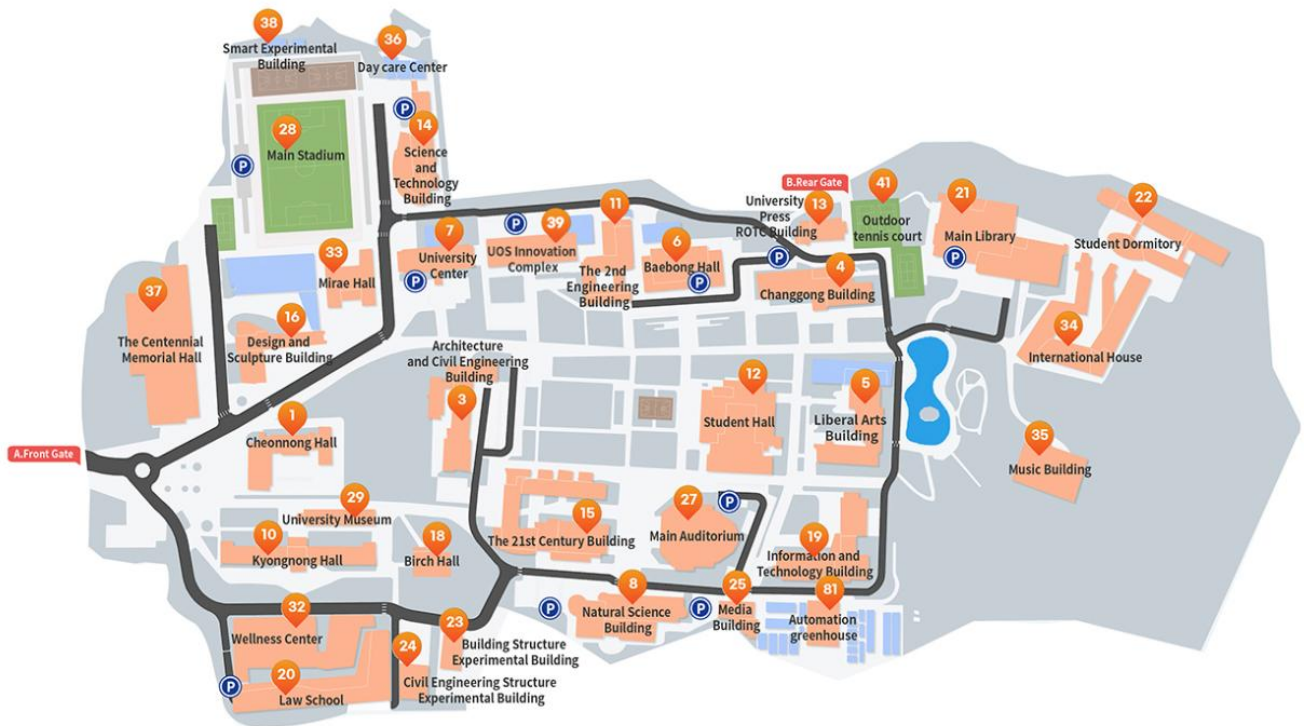 38
Smart Experimental
Building
36
Day care Center
P
14
Science
and
Technology
Building
28
Main Stadium
P
B.Rear Gate
41
Outdoor
tennis court
21
Main Library
P
22
Student Dormitory
13
University
Press
ROTC Building
11
The 2nd
Engineering
Building
P
39
UOS Innovation
Complex
7
University
Center
P
6
Baebong Hall
P
P
4
Changgong Building
33
Mirae Hall
37
The Centennial
Memorial Hall
16
Design and
Sculpture Building
34
International House
Architecture
and Civil Engineering
Building
3
12
Student Hall
5
Liberal Arts
Building
1
Cheonnong Hall
35
Music Building
A.Front Gate
29
University Museum
10
Kyongnong Hall
18
Birch Hall
15
The 21st Century Building
27
Main Auditorium
P
19
Information and
Technology Building
8
Natural Science
Building
P
P
25
Media
Building
81
Automation
greenhouse
32
Wellness Center
23
Building Structure
Experimental Building
24
Civil Engineering Structure
Experimental Building
20
Law School
P